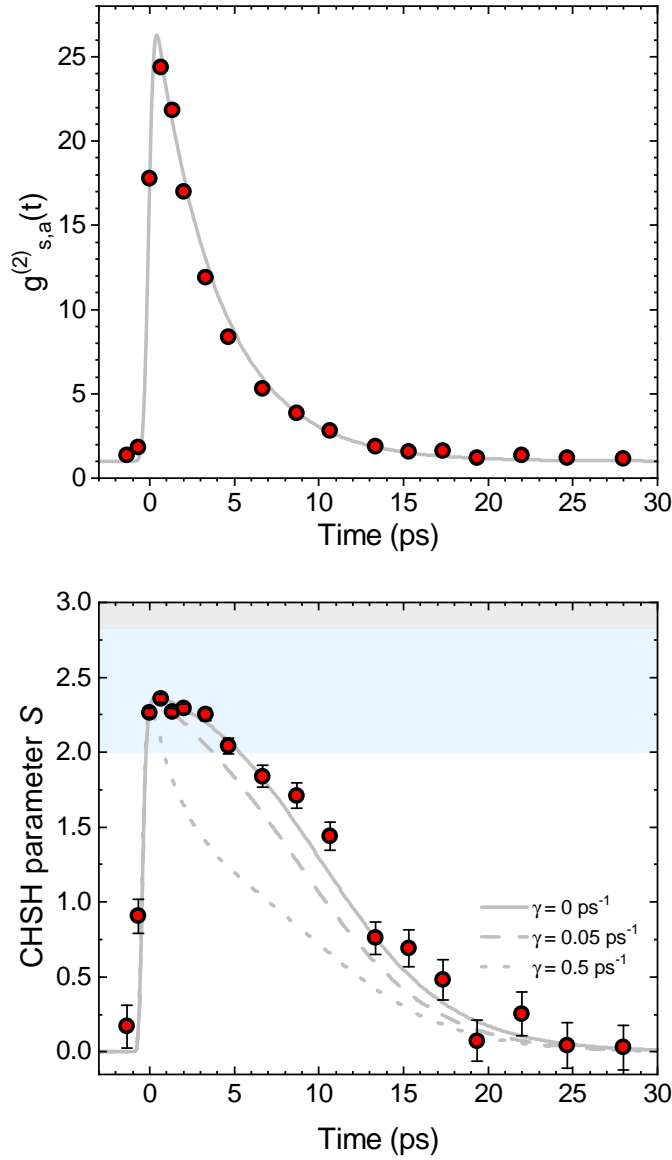 25
20
15
10
5
0
g(2)s,a(t)
0 5 10 15 20 25 30
Time (ps)
3.0
2.5
2.0
1.5
1.0
0.5
0.0
CHSH parameter S
γ = 0 ps-1
γ = 0.05 ps-1
γ = 0.5 ps-1
0 5 10 15 20 25 30
Time (ps)